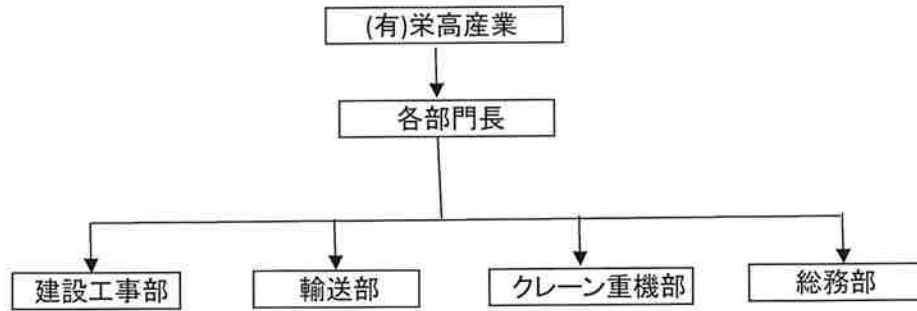 (有)栄高産業
各部門長
建設工事部
輸送部
クレーン重機部
総務部